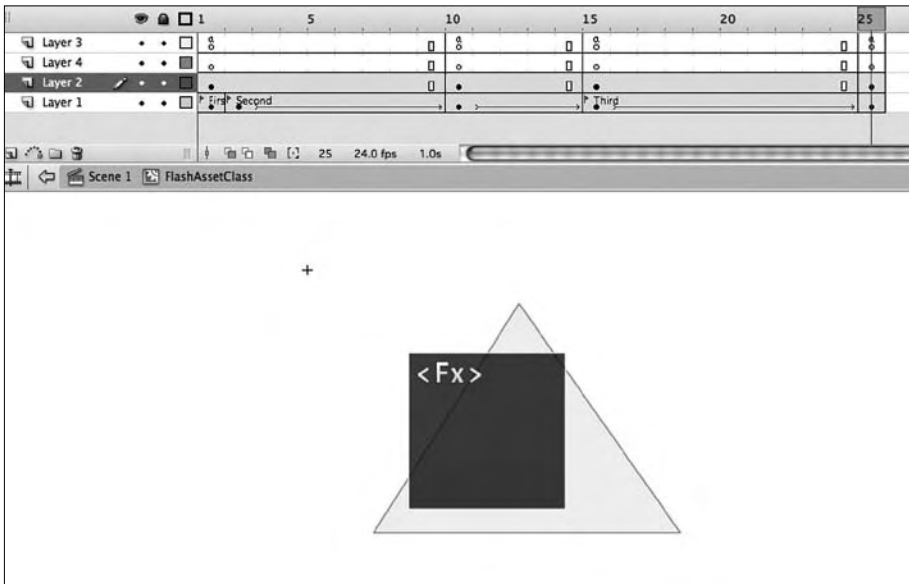 1 5 10 15 20 25
Layer 3 a a a a
Layer 4
Layer 2
Layer 1 Firs Second Third
25 24.0 fps 1.0s
Scene 1 FlashAssetClass
<Fx>